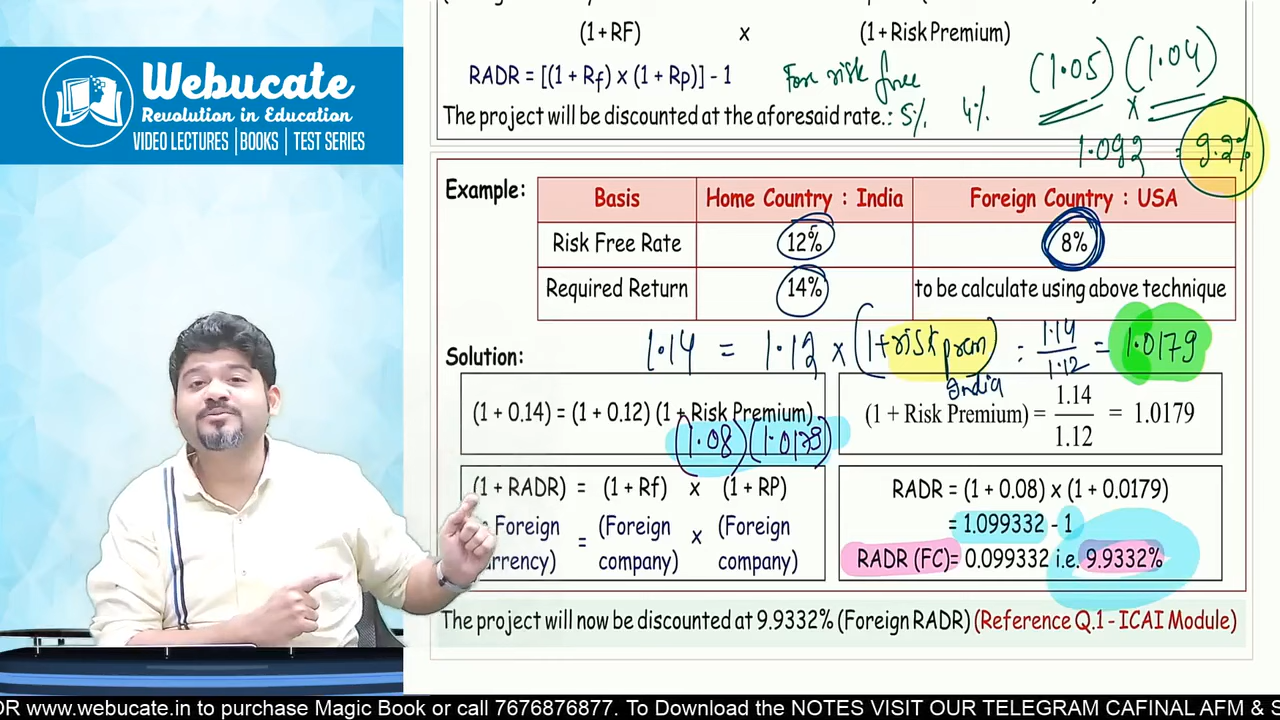 Webucate
Revolution in Education
VIDEO LECTURES | BOOKS | TEST SERIES
(1 + RF) x (1 + Risk Premium)
RADR = [(1 + Rf) x (1 + Rp)] - 1
For risk free
(1.05) (1.04)
x
The project will be discounted at the aforesaid rate.: 5% 4%
1.092 = 9.2%
Example:
Basis Home Country : India Foreign Country : USA
Risk Free Rate 12% 8%
Required Return 14% to be calculate using above technique
1.14 = 1.12 x (1+risk prem) : 1.14 / 1.12 = 1.0179
India
Solution:
(1 + 0.14) = (1 + 0.12) (1 + Risk Premium)
(1.08) (1.0179)
(1 + Risk Premium) = 1.14 / 1.12 = 1.0179
(1 + RADR) = (1 + Rf) x (1 + RP)
Foreign = (Foreign x (Foreign
company) company)
RADR = (1 + 0.08) x (1 + 0.0179)
= 1.099332 - 1
RADR (FC)= 0.099332 i.e. 9.9332%
The project will now be discounted at 9.9332% (Foreign RADR) (Reference Q.1 - ICAI Module)
OR www.webucate.in to purchase Magic Book or call 7676876877. To Download the NOTES VISIT OUR TELEGRAM CAFINAL AFM & S